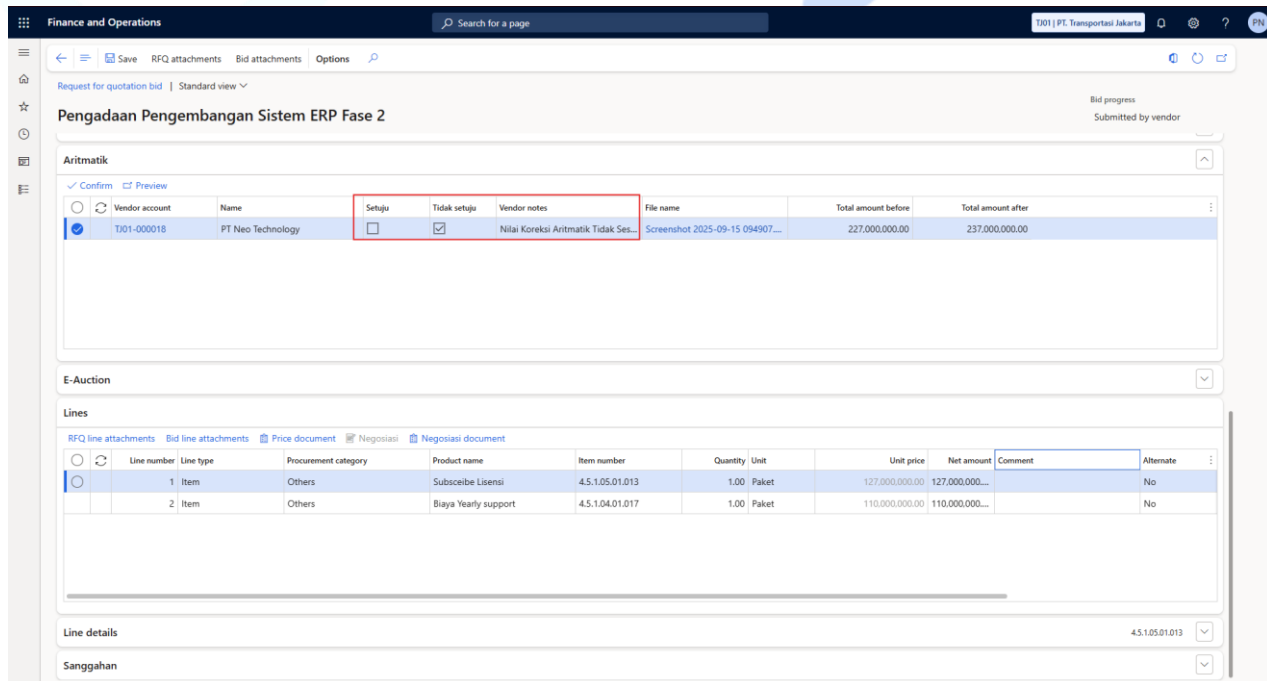 Finance and Operations
Search for a page
TJ01 | PT. Transportasi Jakarta
?
PN
Save RFQ attachments Bid attachments Options
Request for quotation bid | Standard view
Bid progress
Pengadaan Pengembangan Sistem ERP Fase 2
Submitted by vendor
Aritmatik
Confirm Preview
Vendor account Name Setuju Tidak setuju Vendor notes File name Total amount before Total amount after
TJ01-000018 PT Neo Technology Nilai Koreksi Aritmatik Tidak Ses... Screenshot 2025-09-15 094907.... 227,000,000.00 237,000,000.00
E-Auction
Lines
RFQ line attachments Bid line attachments Price document Negosiasi Negosiasi document
Line number Line type Procurement category Product name Item number Quantity Unit Unit price Net amount Comment Alternate
1 Item Others Subsceibe Lisensi 4.5.1.05.01.013 1.00 Paket 127,000,000.00 127,000,000.... No
2 Item Others Biaya Yearly support 4.5.1.04.01.017 1.00 Paket 110,000,000.00 110,000,000.... No
Line details
4.5.1.05.01.013
Sanggahan